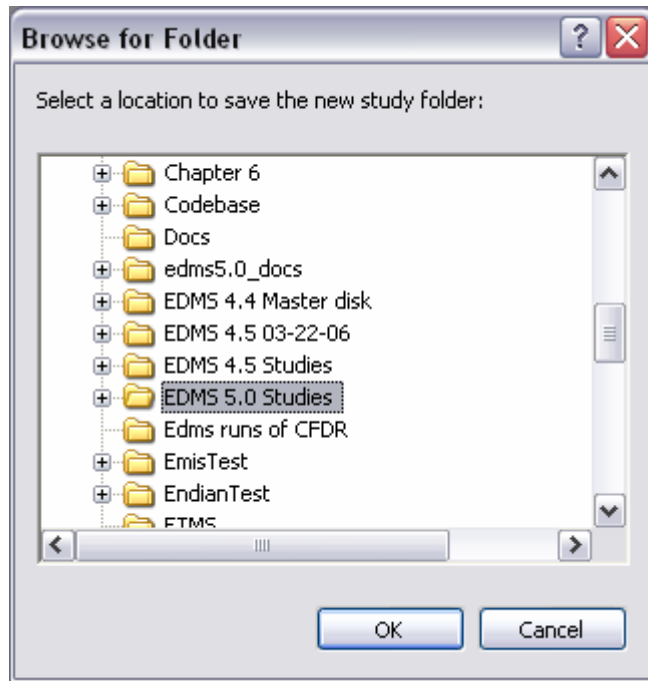 Browse for Folder
Select a location to save the new study folder:
Chapter 6
Codebase
Docs
edms5.0_docs
EDMS 4.4 Master disk
EDMS 4.5 03-22-06
EDMS 4.5 Studies
EDMS 5.0 Studies
Edms runs of CFDR
EmisTest
EndianTest
ETMS
OK Cancel